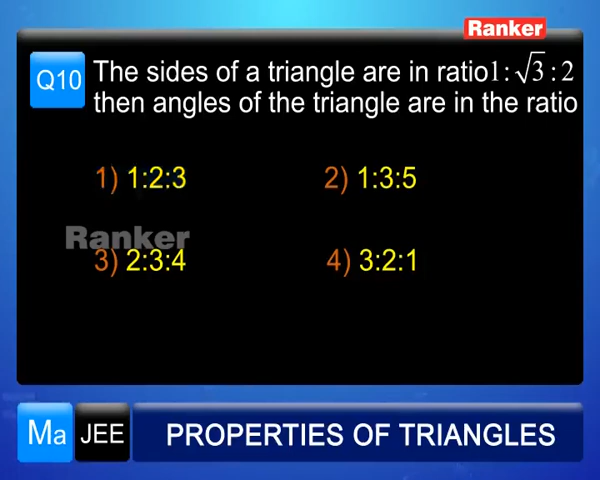 Ranker
Q10 The sides of a triangle are in ratio 1 : √3 : 2
then angles of the triangle are in the ratio
1) 1:2:3 2) 1:3:5
Ranker
3) 2:3:4 4) 3:2:1
Ma JEE PROPERTIES OF TRIANGLES